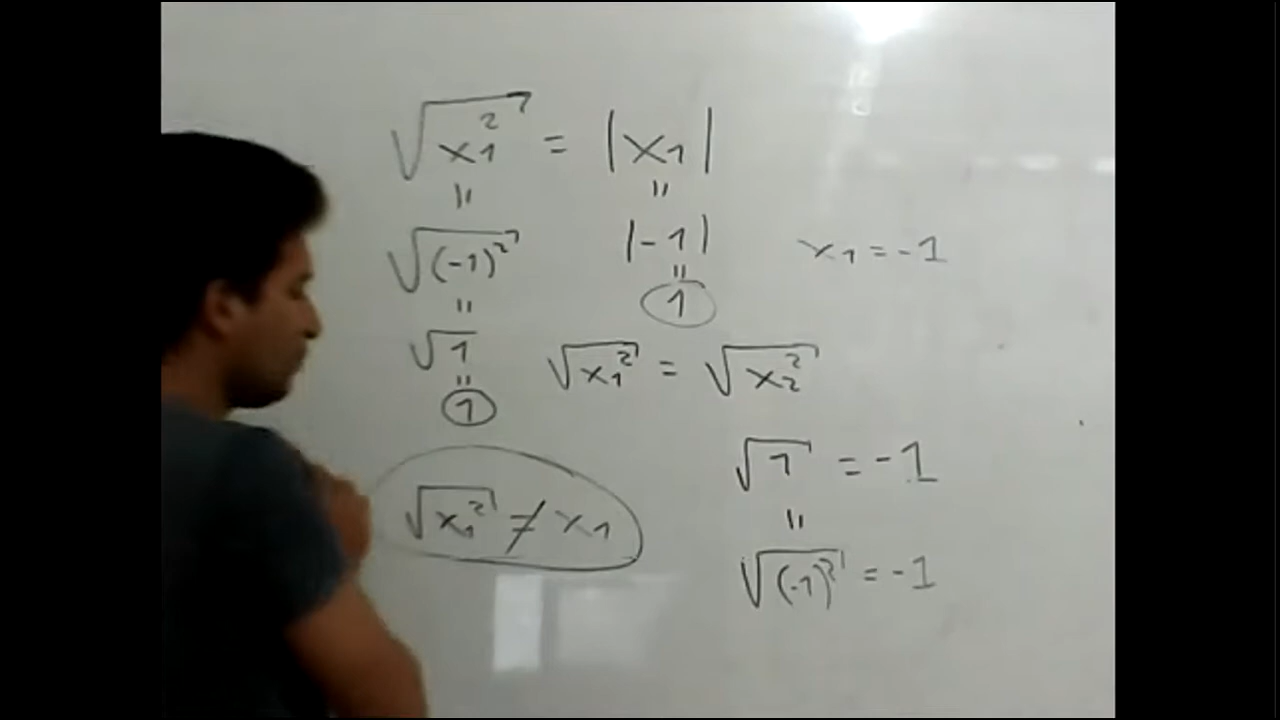 √x₁² = |x₁|
॥ ॥
√(-1)² |-1| x₁ = -1
॥ ॥
√1 1
॥
1
√x₁² = √x₂²
√1 = -1
॥
√(-1)² = -1
√x₁² ≠ x₁